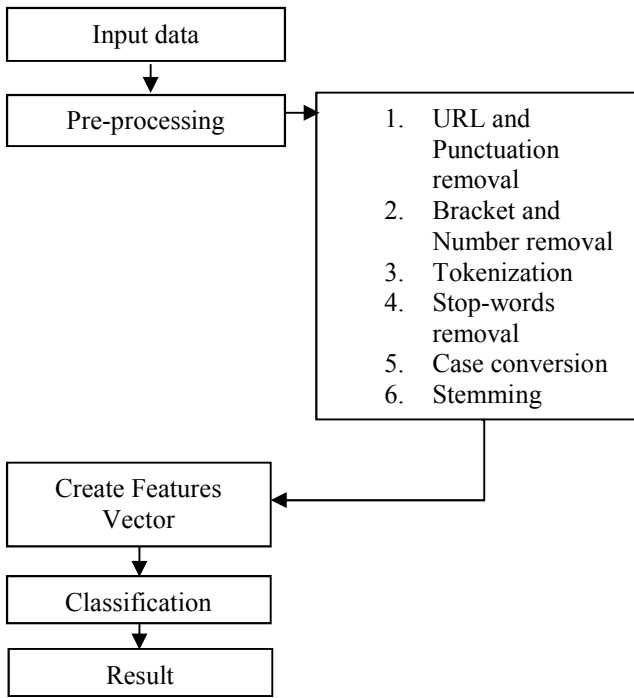 Input data
Pre-processing
1. URL and
Punctuation
removal
2. Bracket and
Number removal
3. Tokenization
4. Stop-words
removal
5. Case conversion
6. Stemming
Create Features
Vector
Classification
Result